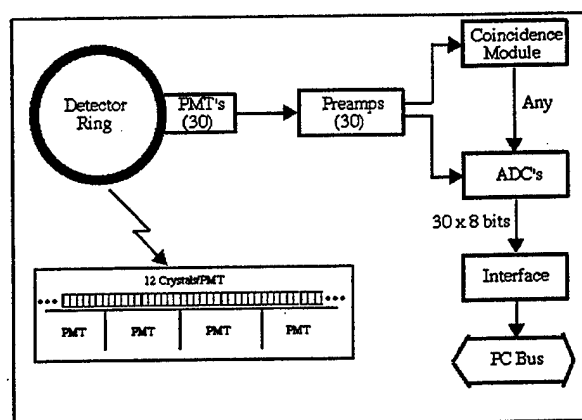 Detector
Ring
PMT's
(30)
Preamps
(30)
Coincidence
Module
Any
ADC's
30 x 8 bits
Interface
PC Bus
12 Crystals/PMT
PMT
PMT
PMT
PMT